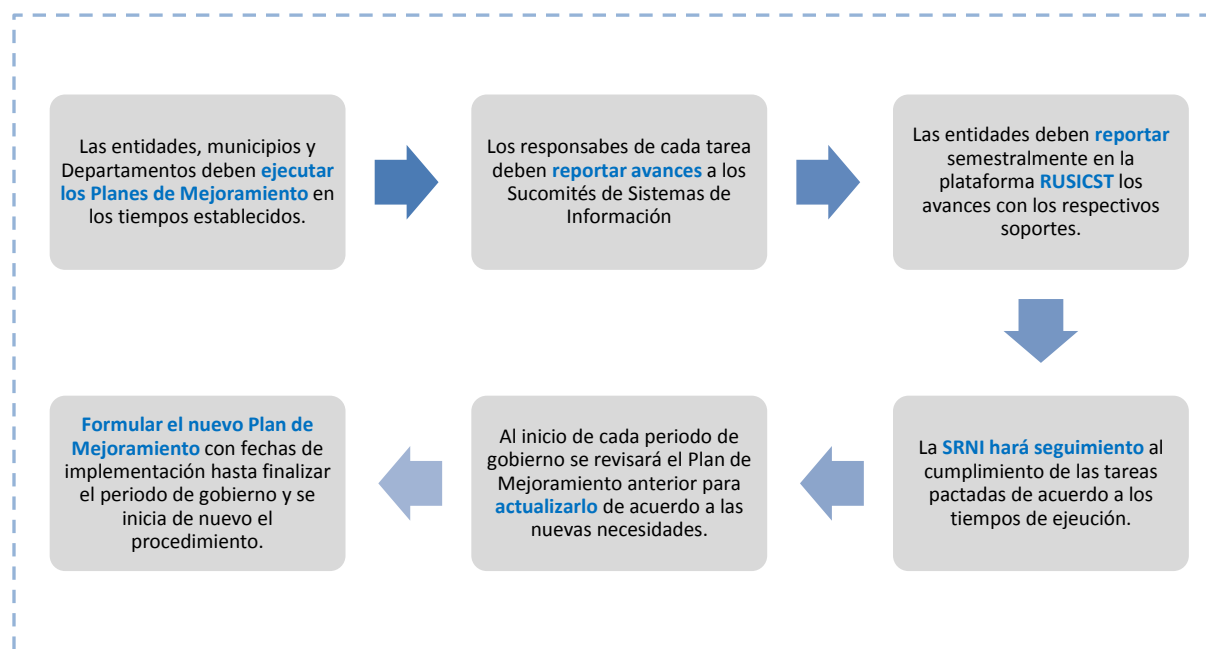 Las entidades, municipios y
Departamentos deben ejecutar
los Planes de Mejoramiento en
los tiempos establecidos.
Los responsabes de cada tarea
deben reportar avances a los
Sucomités de Sistemas de
Información
Las entidades deben reportar
semestralmente en la
plataforma RUSICST los
avances con los respectivos
soportes.
La SRNI hará seguimiento al
cumplimiento de las tareas
pactadas de acuerdo a los
tiempos de ejeución.
Al inicio de cada periodo de
gobierno se revisará el Plan de
Mejoramiento anterior para
actualizarlo de acuerdo a las
nuevas necesidades.
Formular el nuevo Plan de
Mejoramiento con fechas de
implementación hasta finalizar
el periodo de gobierno y se
inicia de nuevo el
procedimiento.